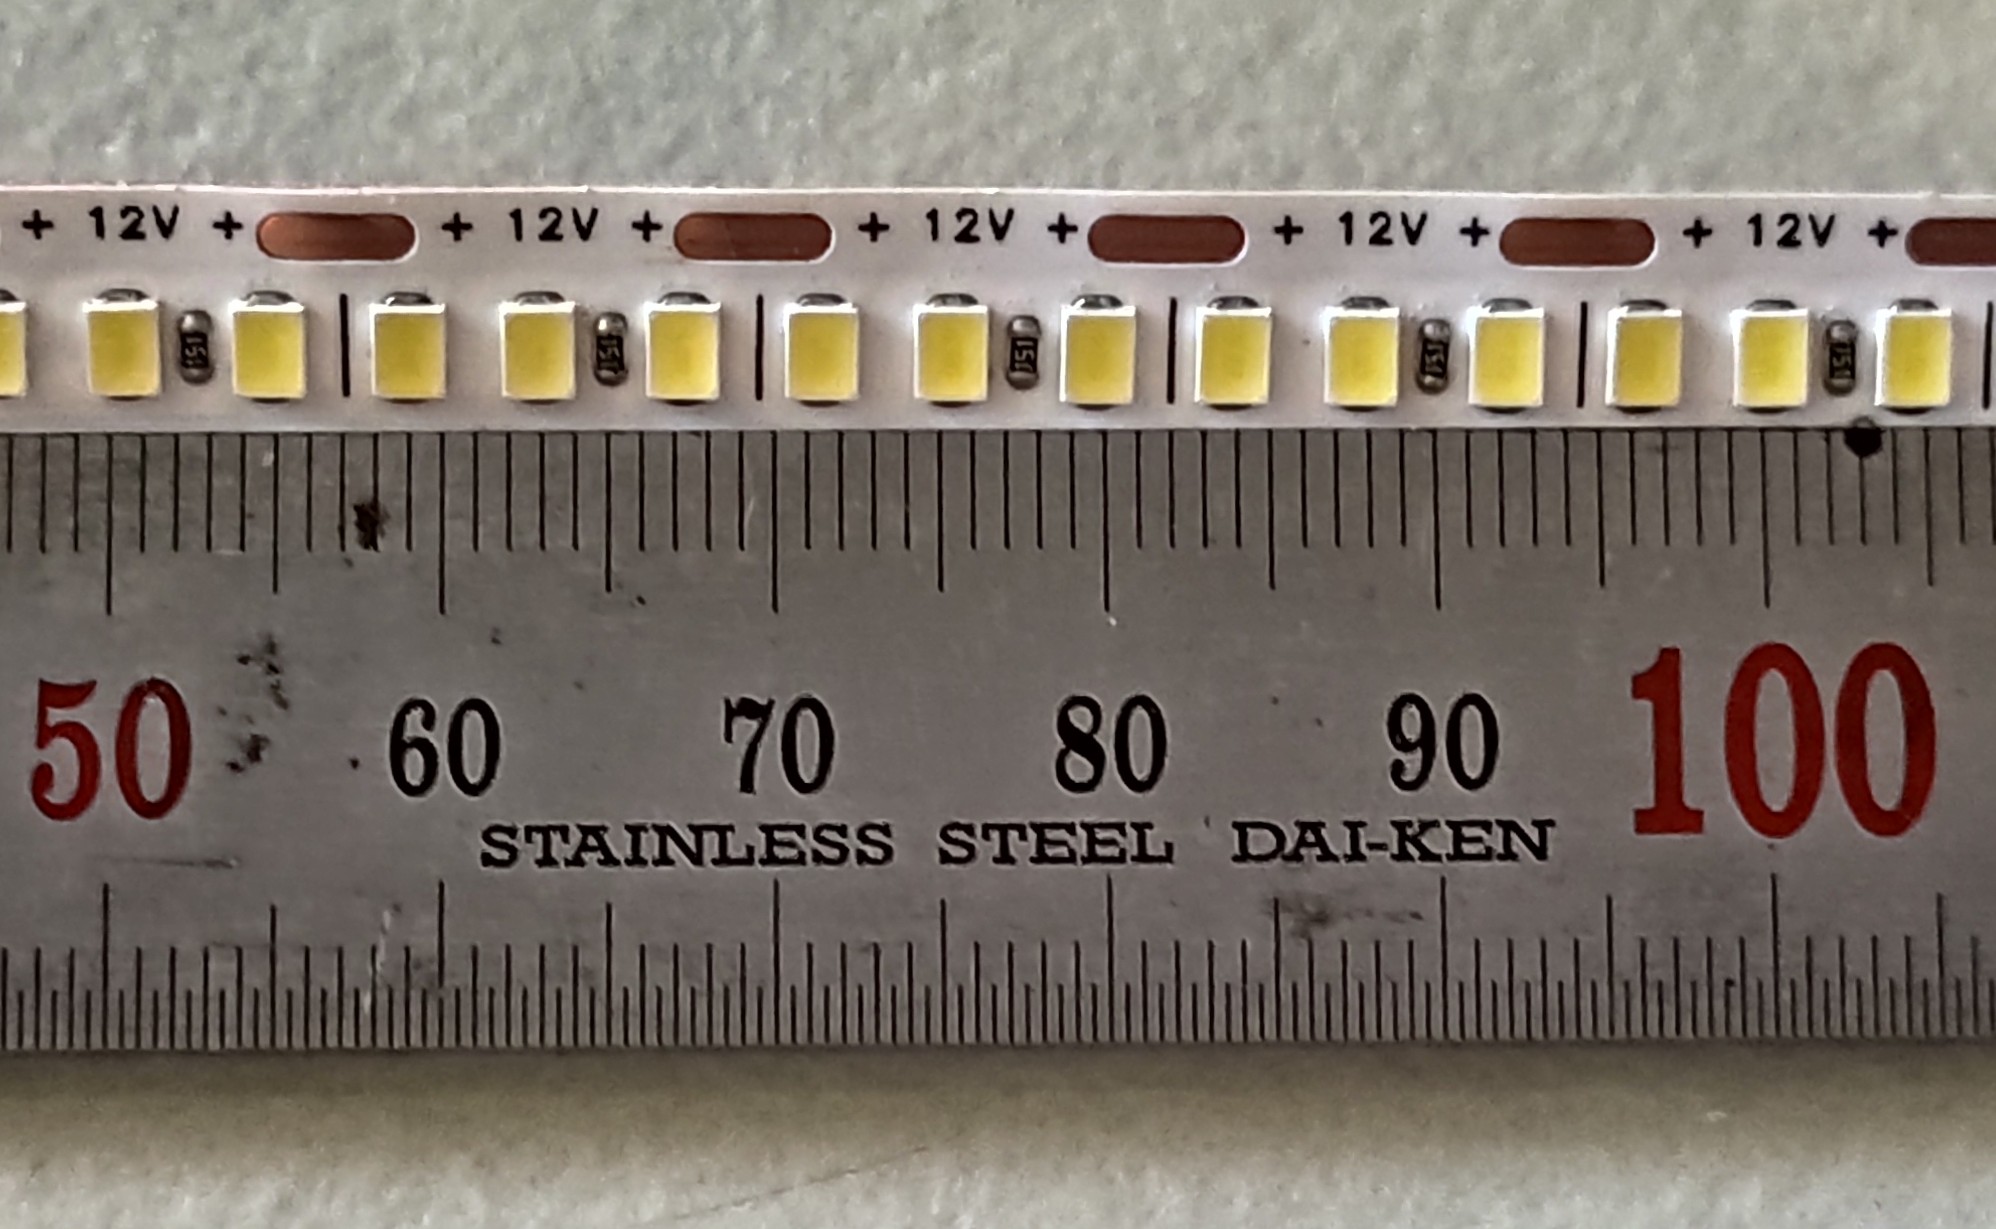 + 12V + + 12V + + 12V + + 12V + + 12V +
151 151 151 151 151
50 60 70 80 90 100
STAINLESS STEEL DAI-KEN